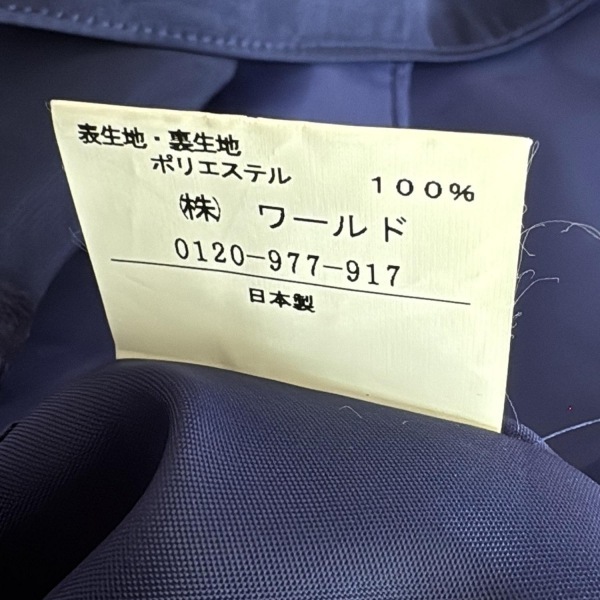 表生地・裏生地
ポリエステル　１００％
㈱　ワールド
0120-977-917
日本製